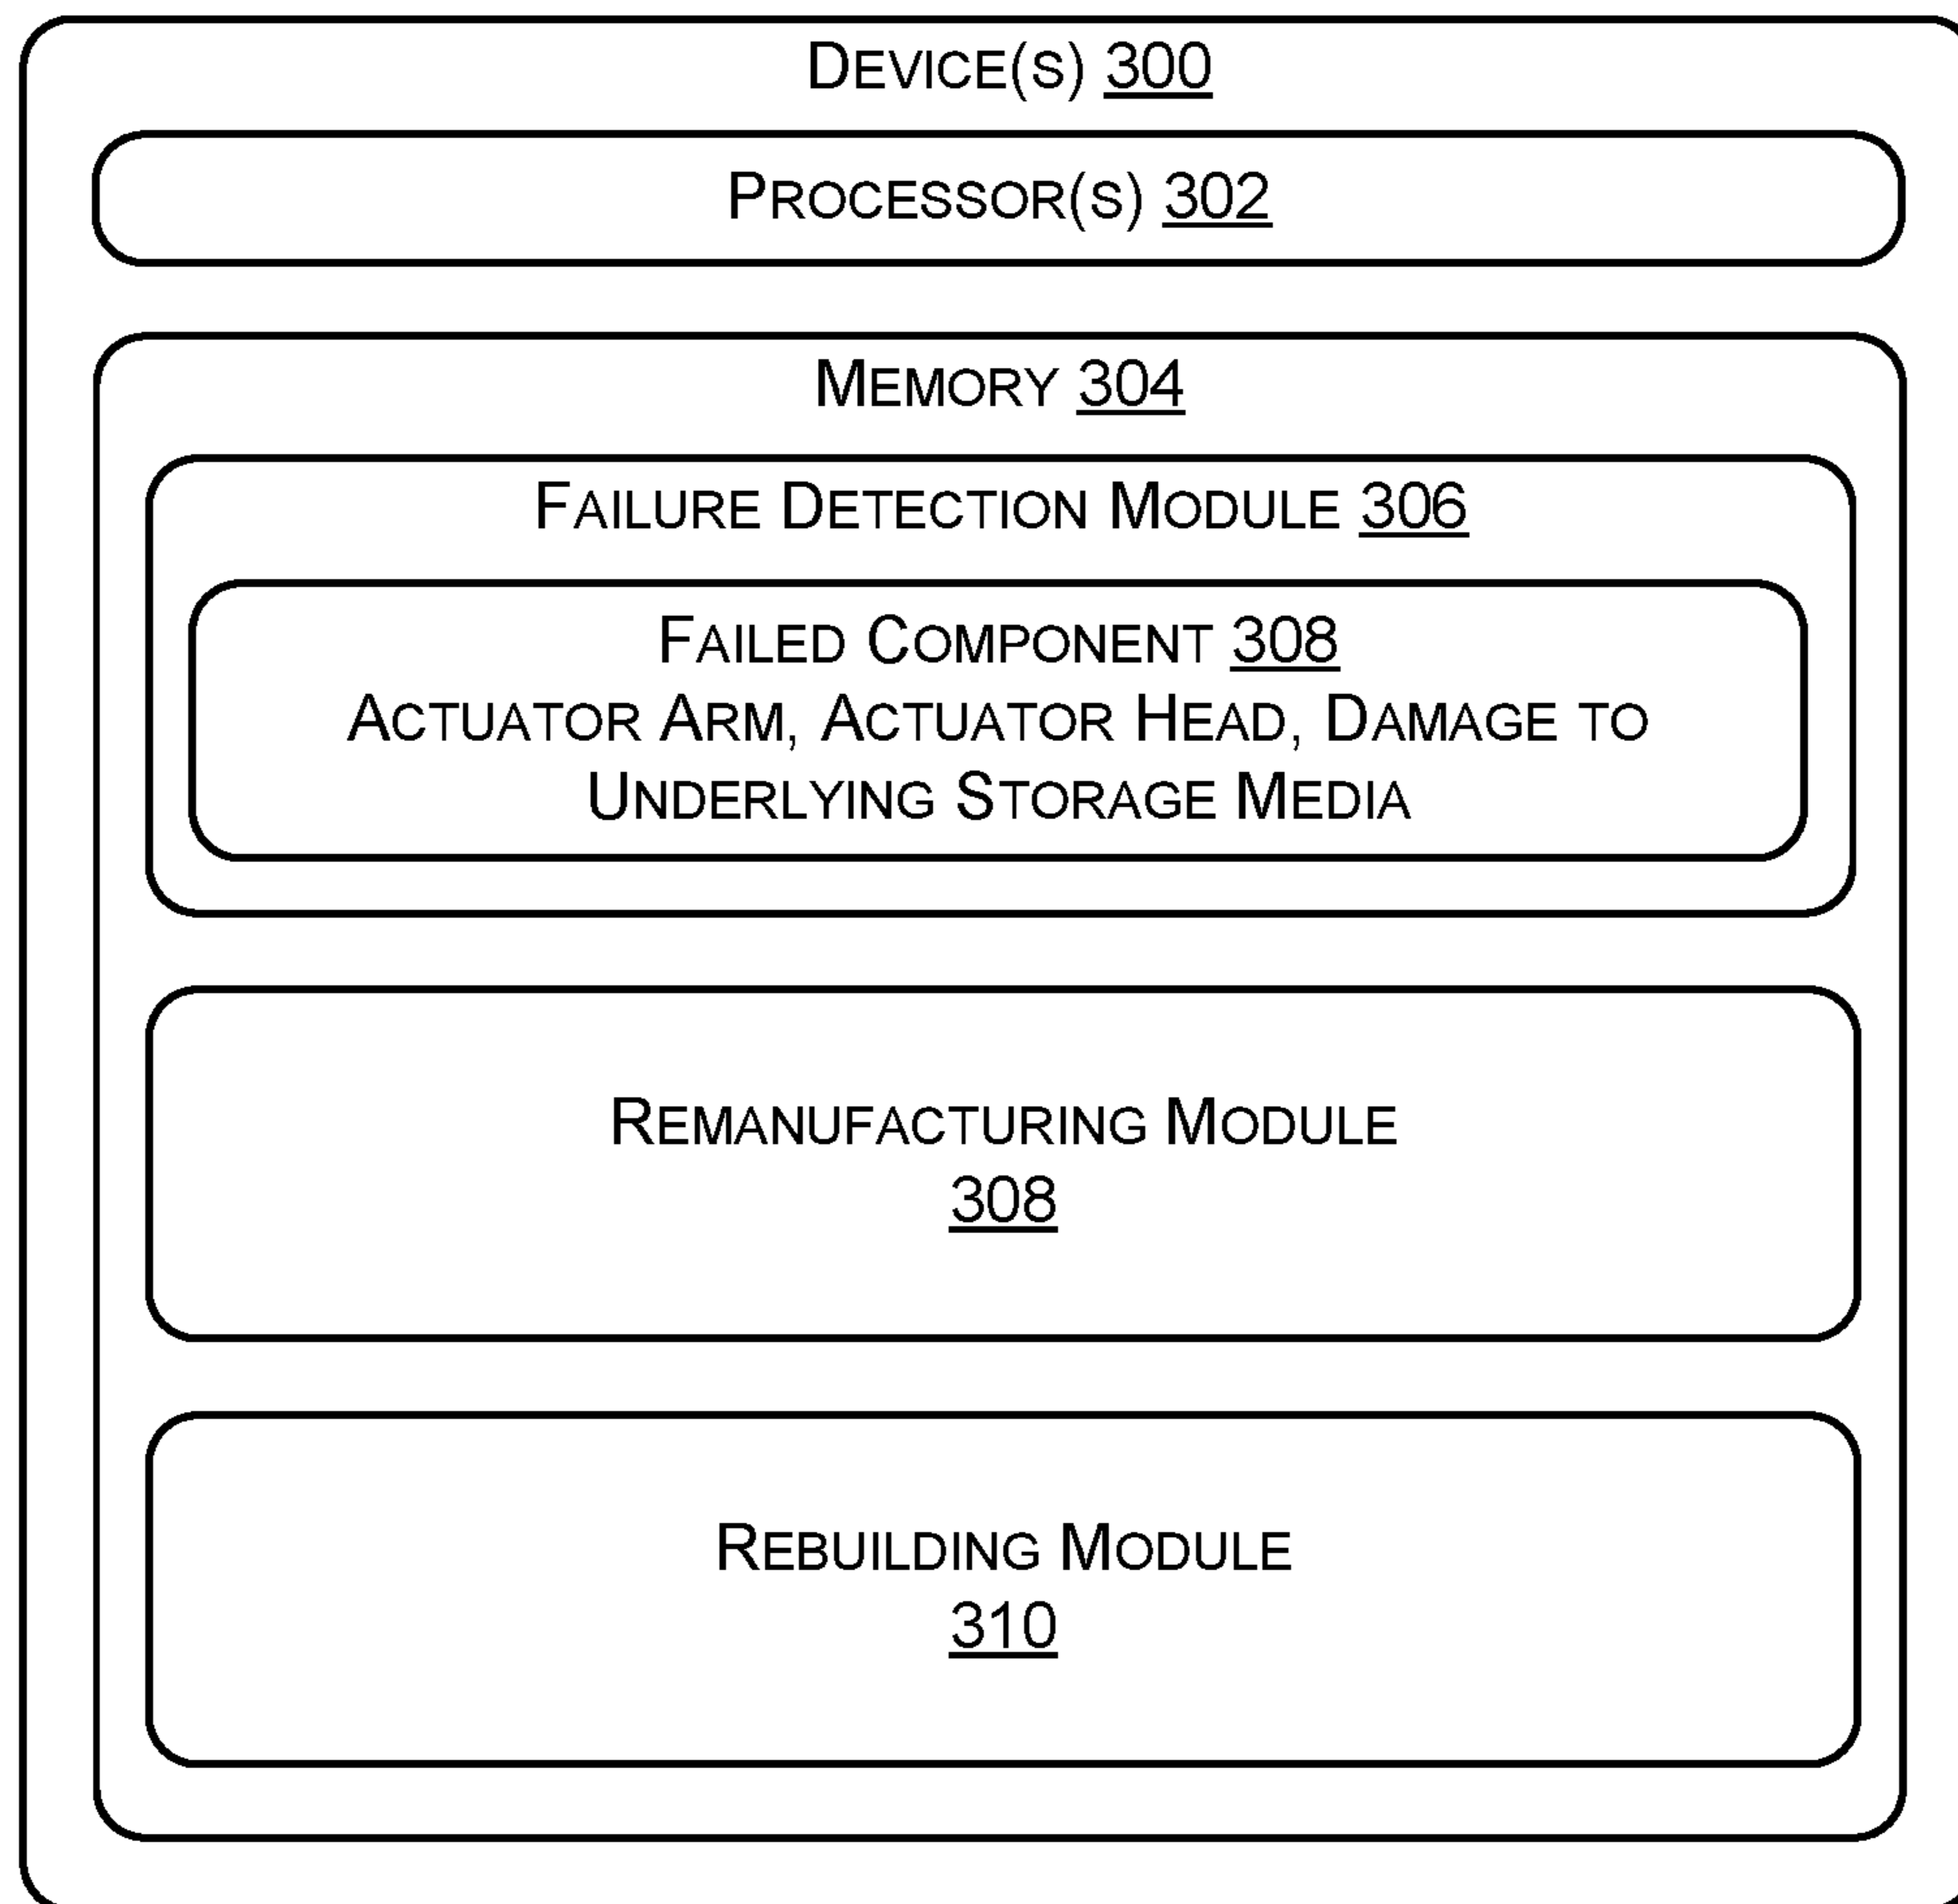 DEVICE(S) 300
PROCESSOR(S) 302
MEMORY 304
FAILURE DETECTION MODULE 306
FAILED COMPONENT 308
ACTUATOR ARM, ACTUATOR HEAD, DAMAGE TO
UNDERLYING STORAGE MEDIA
REMANUFACTURING MODULE
308
REBUILDING MODULE
310